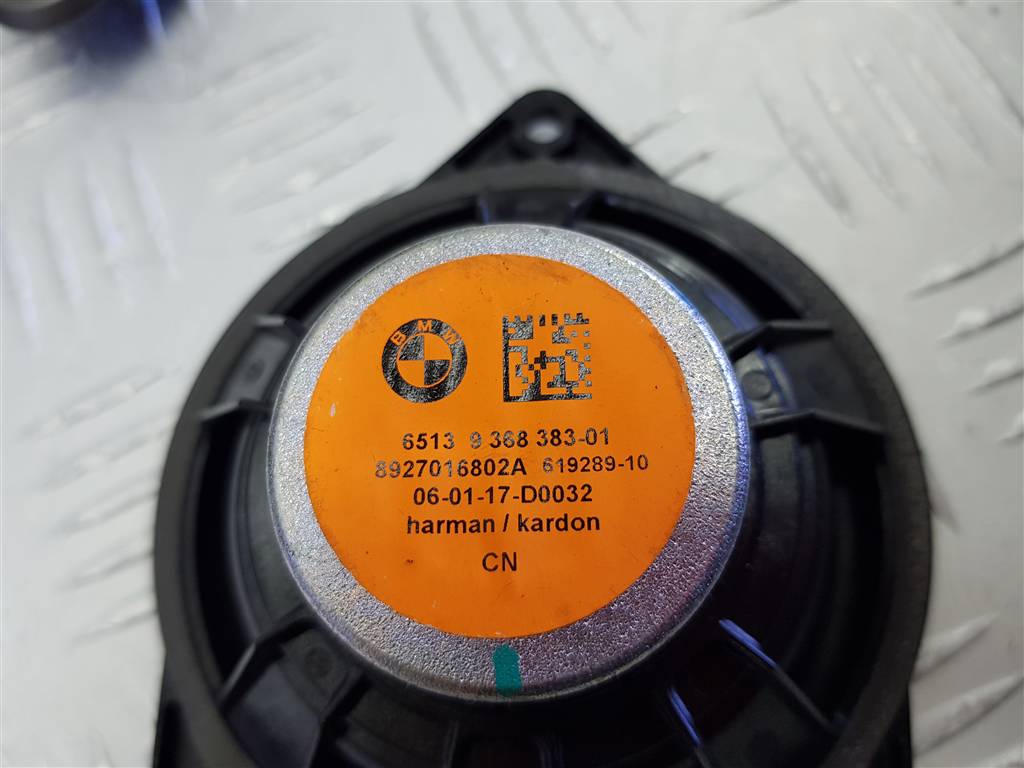 BMW
6513 9 368 383-01
8927016802A 619289-10
06-01-17-D0032
harman / kardon
CN